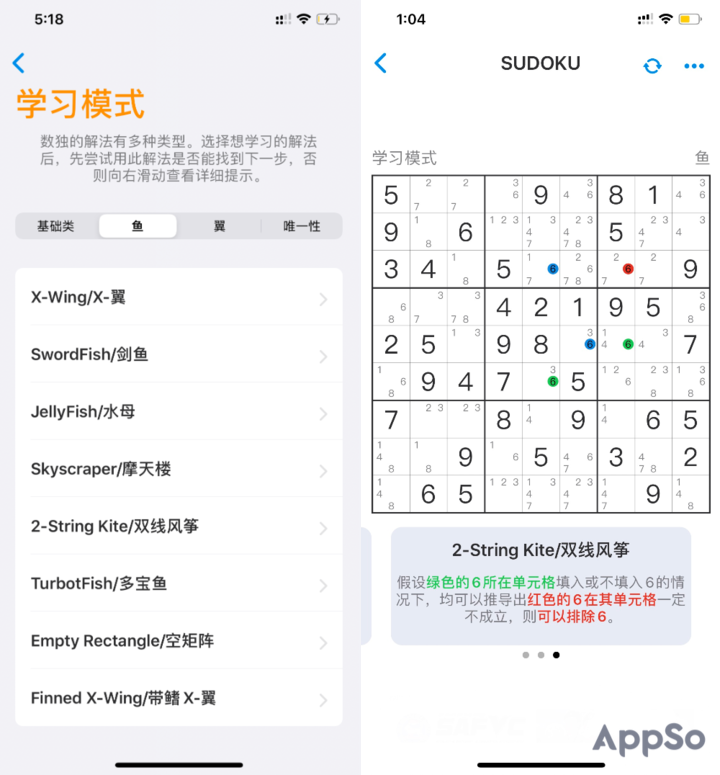 5:18
学习模式
数独的解法有多种类型。选择想学习的解法
后，先尝试用此解法是否能找到下一步，否
则向右滑动查看详细提示。
基础类 鱼 翼 唯一性
X-Wing/X-翼
SwordFish/剑鱼
JellyFish/水母
Skyscraper/摩天楼
2-String Kite/双线风筝
TurbotFish/多宝鱼
Empty Rectangle/空矩阵
Finned X-Wing/带鳍 X-翼
1:04
SUDOKU
学习模式 鱼
5 2 7 2 7 3 6 9 3 4 6 8 1 3 4 6
9 1 8 6 1 2 3 1 3 4 7 2 3 4 7 8 5 2 3 4 7 3 4
3 4 1 8 5 1 6 7 2 6 7 8 2 6 7 2 7 9
6 8 3 7 3 7 8 4 2 1 9 5 3 6 8
2 5 1 3 9 8 3 6 1 4 6 3 4 7
1 6 8 9 4 7 3 6 5 1 2 6 2 3 8 1 3 6 8
7 2 3 2 3 8 1 4 9 1 4 6 5
1 4 8 1 8 9 1 6 5 4 6 7 3 4 7 8 2
1 4 8 6 5 1 2 3 1 3 4 7 2 3 4 7 1 4 7 9 1 4 8
2-String Kite/双线风筝
假设绿色的6所在单元格填入或不填入6的情
况下，均可以推导出红色的6在其单元格一定
不成立，则可以排除6。
AppSo